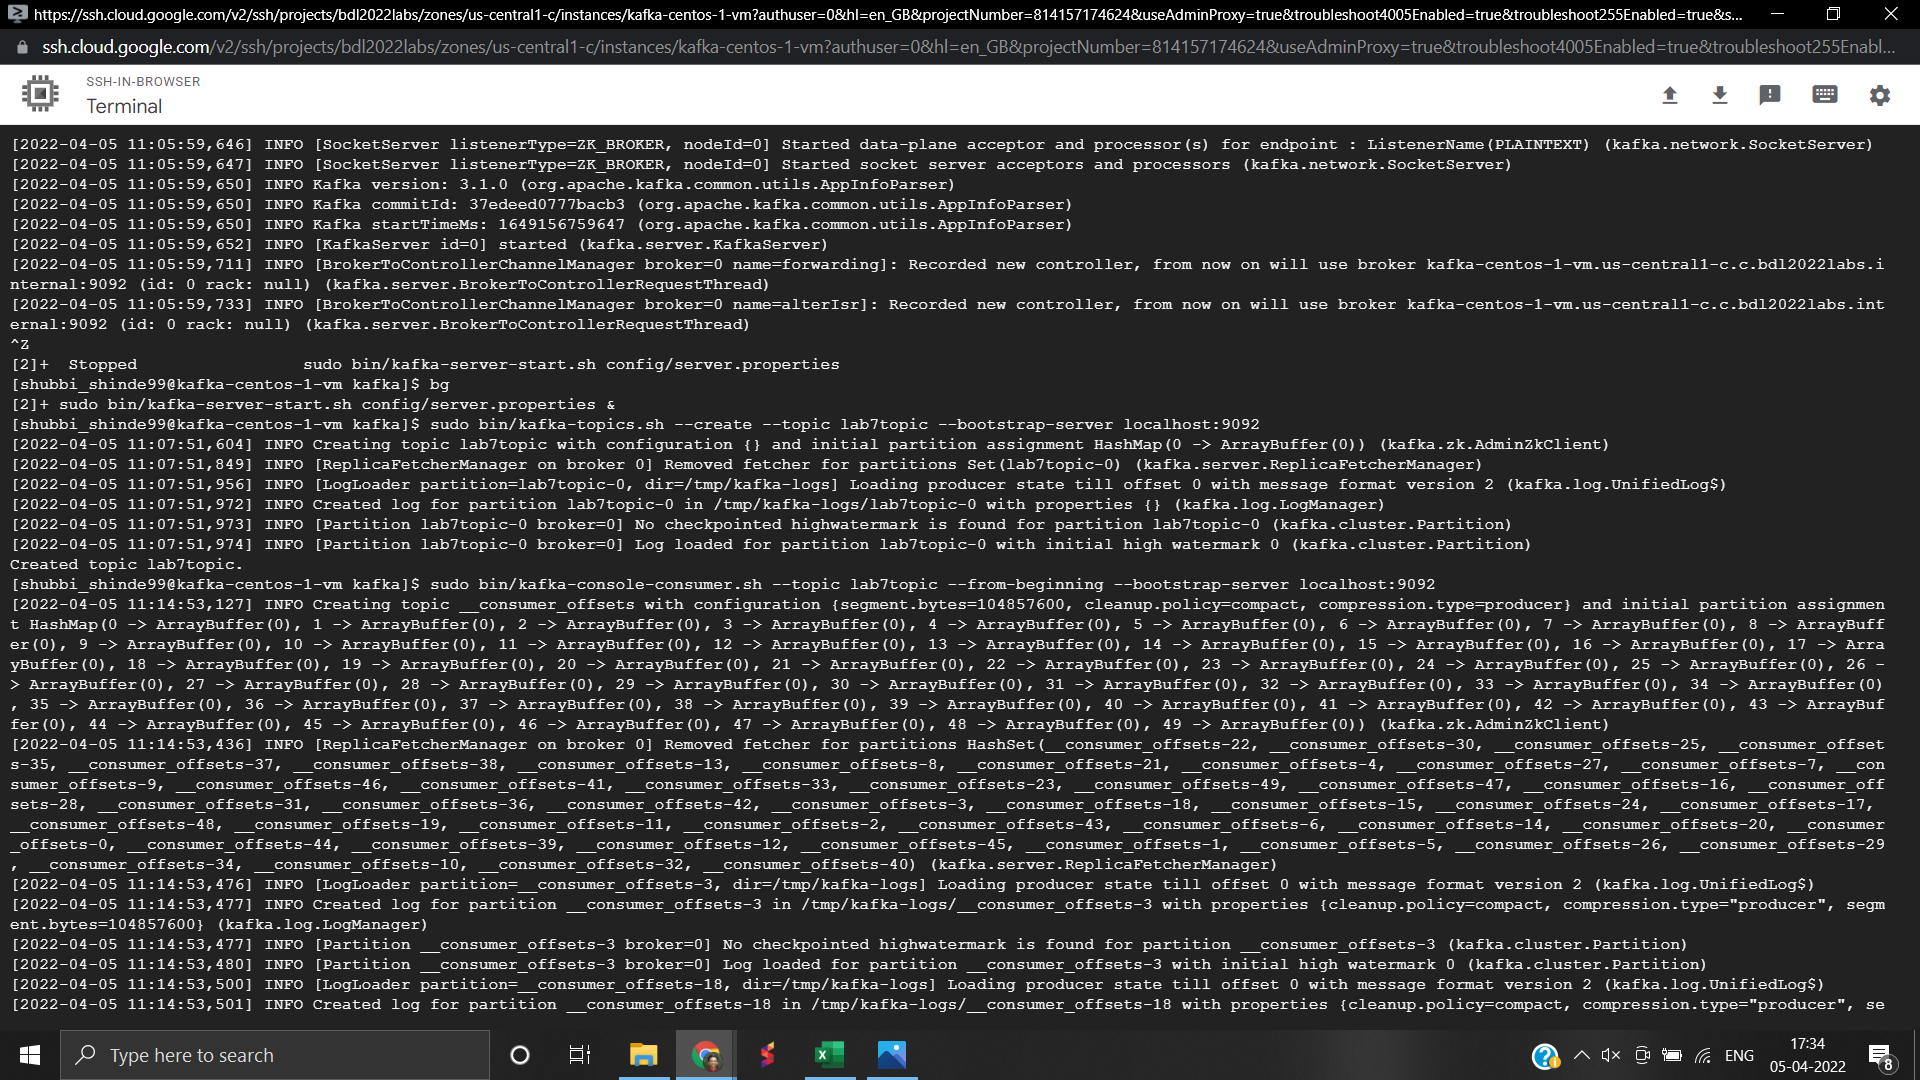 https://ssh.cloud.google.com/v2/ssh/projects/bdl2022labs/zones/us-central1-c/instances/kafka-centos-1-vm?authuser=0&hl=en_GB&projectNumber=814157174624&useAdminProxy=true&troubleshoot4005Enabled=true&troubleshoot255Enabled=true&s...
ssh.cloud.google.com/v2/ssh/projects/bdl2022labs/zones/us-central1-c/instances/kafka-centos-1-vm?authuser=0&hl=en_GB&projectNumber=814157174624&useAdminProxy=true&troubleshoot4005Enabled=true&troubleshoot255Enabl...
SSH-IN-BROWSER
Terminal
[2022-04-05 11:05:59,646] INFO [SocketServer listenerType=ZK_BROKER, nodeId=0] Started data-plane acceptor and processor(s) for endpoint : ListenerName(PLAINTEXT) (kafka.network.SocketServer)
[2022-04-05 11:05:59,647] INFO [SocketServer listenerType=ZK_BROKER, nodeId=0] Started socket server acceptors and processors (kafka.network.SocketServer)
[2022-04-05 11:05:59,650] INFO Kafka version: 3.1.0 (org.apache.kafka.common.utils.AppInfoParser)
[2022-04-05 11:05:59,650] INFO Kafka commitId: 37edeed0777bacb3 (org.apache.kafka.common.utils.AppInfoParser)
[2022-04-05 11:05:59,650] INFO Kafka startTimeMs: 1649156759647 (org.apache.kafka.common.utils.AppInfoParser)
[2022-04-05 11:05:59,652] INFO [KafkaServer id=0] started (kafka.server.KafkaServer)
[2022-04-05 11:05:59,711] INFO [BrokerToControllerChannelManager broker=0 name=forwarding]: Recorded new controller, from now on will use broker kafka-centos-1-vm.us-central1-c.c.bdl2022labs.i
nternal:9092 (id: 0 rack: null) (kafka.server.BrokerToControllerRequestThread)
[2022-04-05 11:05:59,733] INFO [BrokerToControllerChannelManager broker=0 name=alterIsr]: Recorded new controller, from now on will use broker kafka-centos-1-vm.us-central1-c.c.bdl2022labs.int
ernal:9092 (id: 0 rack: null) (kafka.server.BrokerToControllerRequestThread)
^Z
[2]+  Stopped                 sudo bin/kafka-server-start.sh config/server.properties
[shubbi_shinde99@kafka-centos-1-vm kafka]$ bg
[2]+ sudo bin/kafka-server-start.sh config/server.properties &
[shubbi_shinde99@kafka-centos-1-vm kafka]$ sudo bin/kafka-topics.sh --create --topic lab7topic --bootstrap-server localhost:9092
[2022-04-05 11:07:51,604] INFO Creating topic lab7topic with configuration {} and initial partition assignment HashMap(0 -> ArrayBuffer(0)) (kafka.zk.AdminZkClient)
[2022-04-05 11:07:51,849] INFO [ReplicaFetcherManager on broker 0] Removed fetcher for partitions Set(lab7topic-0) (kafka.server.ReplicaFetcherManager)
[2022-04-05 11:07:51,956] INFO [LogLoader partition=lab7topic-0, dir=/tmp/kafka-logs] Loading producer state till offset 0 with message format version 2 (kafka.log.UnifiedLog$)
[2022-04-05 11:07:51,972] INFO Created log for partition lab7topic-0 in /tmp/kafka-logs/lab7topic-0 with properties {} (kafka.log.LogManager)
[2022-04-05 11:07:51,973] INFO [Partition lab7topic-0 broker=0] No checkpointed highwatermark is found for partition lab7topic-0 (kafka.cluster.Partition)
[2022-04-05 11:07:51,974] INFO [Partition lab7topic-0 broker=0] Log loaded for partition lab7topic-0 with initial high watermark 0 (kafka.cluster.Partition)
Created topic lab7topic.
[shubbi_shinde99@kafka-centos-1-vm kafka]$ sudo bin/kafka-console-consumer.sh --topic lab7topic --from-beginning --bootstrap-server localhost:9092
[2022-04-05 11:14:53,127] INFO Creating topic __consumer_offsets with configuration {segment.bytes=104857600, cleanup.policy=compact, compression.type=producer} and initial partition assignmen
t HashMap(0 -> ArrayBuffer(0), 1 -> ArrayBuffer(0), 2 -> ArrayBuffer(0), 3 -> ArrayBuffer(0), 4 -> ArrayBuffer(0), 5 -> ArrayBuffer(0), 6 -> ArrayBuffer(0), 7 -> ArrayBuffer(0), 8 -> ArrayBuff
er(0), 9 -> ArrayBuffer(0), 10 -> ArrayBuffer(0), 11 -> ArrayBuffer(0), 12 -> ArrayBuffer(0), 13 -> ArrayBuffer(0), 14 -> ArrayBuffer(0), 15 -> ArrayBuffer(0), 16 -> ArrayBuffer(0), 17 -> Arra
yBuffer(0), 18 -> ArrayBuffer(0), 19 -> ArrayBuffer(0), 20 -> ArrayBuffer(0), 21 -> ArrayBuffer(0), 22 -> ArrayBuffer(0), 23 -> ArrayBuffer(0), 24 -> ArrayBuffer(0), 25 -> ArrayBuffer(0), 26 -
> ArrayBuffer(0), 27 -> ArrayBuffer(0), 28 -> ArrayBuffer(0), 29 -> ArrayBuffer(0), 30 -> ArrayBuffer(0), 31 -> ArrayBuffer(0), 32 -> ArrayBuffer(0), 33 -> ArrayBuffer(0), 34 -> ArrayBuffer(0)
, 35 -> ArrayBuffer(0), 36 -> ArrayBuffer(0), 37 -> ArrayBuffer(0), 38 -> ArrayBuffer(0), 39 -> ArrayBuffer(0), 40 -> ArrayBuffer(0), 41 -> ArrayBuffer(0), 42 -> ArrayBuffer(0), 43 -> ArrayBuf
fer(0), 44 -> ArrayBuffer(0), 45 -> ArrayBuffer(0), 46 -> ArrayBuffer(0), 47 -> ArrayBuffer(0), 48 -> ArrayBuffer(0), 49 -> ArrayBuffer(0)) (kafka.zk.AdminZkClient)
[2022-04-05 11:14:53,436] INFO [ReplicaFetcherManager on broker 0] Removed fetcher for partitions HashSet(__consumer_offsets-22, __consumer_offsets-30, __consumer_offsets-25, __consumer_offset
s-35, __consumer_offsets-37, __consumer_offsets-38, __consumer_offsets-13, __consumer_offsets-8, __consumer_offsets-21, __consumer_offsets-4, __consumer_offsets-27, __consumer_offsets-7, __con
sumer_offsets-9, __consumer_offsets-46, __consumer_offsets-41, __consumer_offsets-33, __consumer_offsets-23, __consumer_offsets-49, __consumer_offsets-47, __consumer_offsets-16, __consumer_off
sets-28, __consumer_offsets-31, __consumer_offsets-36, __consumer_offsets-42, __consumer_offsets-3, __consumer_offsets-18, __consumer_offsets-15, __consumer_offsets-24, __consumer_offsets-17,
__consumer_offsets-48, __consumer_offsets-19, __consumer_offsets-11, __consumer_offsets-2, __consumer_offsets-43, __consumer_offsets-6, __consumer_offsets-14, __consumer_offsets-20, __consumer
_offsets-0, __consumer_offsets-44, __consumer_offsets-39, __consumer_offsets-12, __consumer_offsets-45, __consumer_offsets-1, __consumer_offsets-5, __consumer_offsets-26, __consumer_offsets-29
, __consumer_offsets-34, __consumer_offsets-10, __consumer_offsets-32, __consumer_offsets-40) (kafka.server.ReplicaFetcherManager)
[2022-04-05 11:14:53,476] INFO [LogLoader partition=__consumer_offsets-3, dir=/tmp/kafka-logs] Loading producer state till offset 0 with message format version 2 (kafka.log.UnifiedLog$)
[2022-04-05 11:14:53,477] INFO Created log for partition __consumer_offsets-3 in /tmp/kafka-logs/__consumer_offsets-3 with properties {cleanup.policy=compact, compression.type="producer", segm
ent.bytes=104857600} (kafka.log.LogManager)
[2022-04-05 11:14:53,477] INFO [Partition __consumer_offsets-3 broker=0] No checkpointed highwatermark is found for partition __consumer_offsets-3 (kafka.cluster.Partition)
[2022-04-05 11:14:53,480] INFO [Partition __consumer_offsets-3 broker=0] Log loaded for partition __consumer_offsets-3 with initial high watermark 0 (kafka.cluster.Partition)
[2022-04-05 11:14:53,500] INFO [LogLoader partition=__consumer_offsets-18, dir=/tmp/kafka-logs] Loading producer state till offset 0 with message format version 2 (kafka.log.UnifiedLog$)
[2022-04-05 11:14:53,501] INFO Created log for partition __consumer_offsets-18 in /tmp/kafka-logs/__consumer_offsets-18 with properties {cleanup.policy=compact, compression.type="producer", se
Type here to search
ENG
17:34
05-04-2022
8